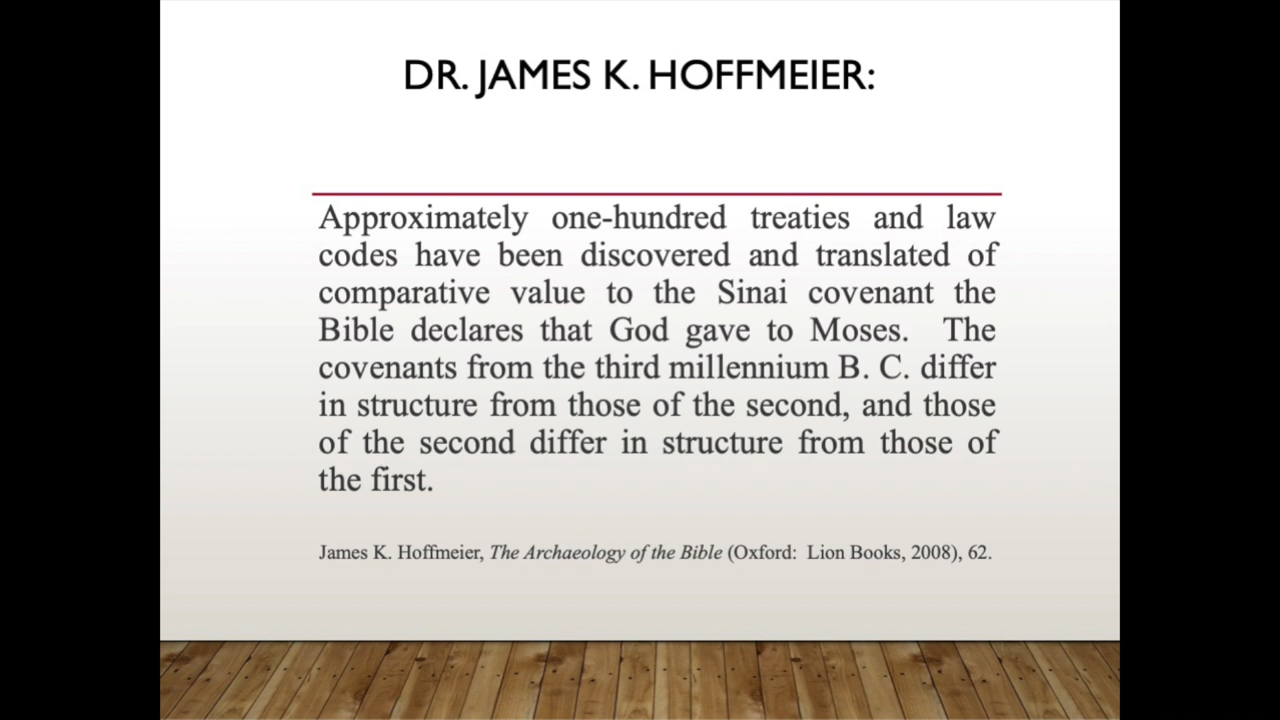 DR. JAMES K. HOFFMEIER:
Approximately one-hundred treaties and law
codes have been discovered and translated of
comparative value to the Sinai covenant the
Bible declares that God gave to Moses.  The
covenants from the third millennium B. C. differ
in structure from those of the second, and those
of the second differ in structure from those of
the first.
James K. Hoffmeier, The Archaeology of the Bible (Oxford:  Lion Books, 2008), 62.